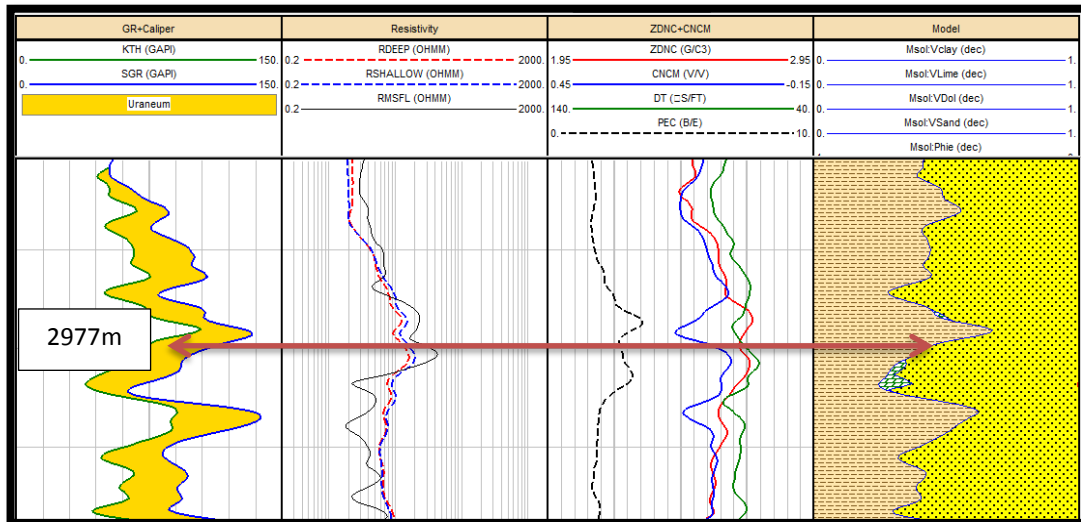 GR+Caliper Resistivity ZDNC+CNCM Model
0. KTH (GAPI) 150.
0. SGR (GAPI) 150.
Uraneum
0.2 RDEEP (OHMM) 2000.
0.2 RSHALLOW (OHMM) 2000.
0.2 RMSFL (OHMM) 2000.
1.95 ZDNC (G/C3) 2.95
0.45 CNCM (V/V) -0.15
140. DT (□S/FT) 40.
0. PEC (B/E) 10.
0. Msol:Vclay (dec) 1.
0. Msol:VLime (dec) 1.
0. Msol:VDol (dec) 1.
0. Msol:VSand (dec) 1.
Msol:Phie (dec)
2977m